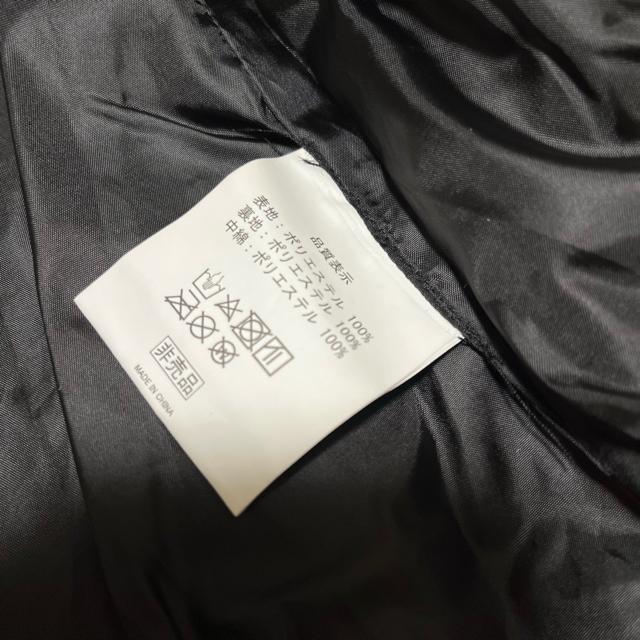 品質表示
表地：ポリエステル 100%
裏地：ポリエステル 100%
中綿：ポリエステル 100%
非売品
MADE IN CHINA